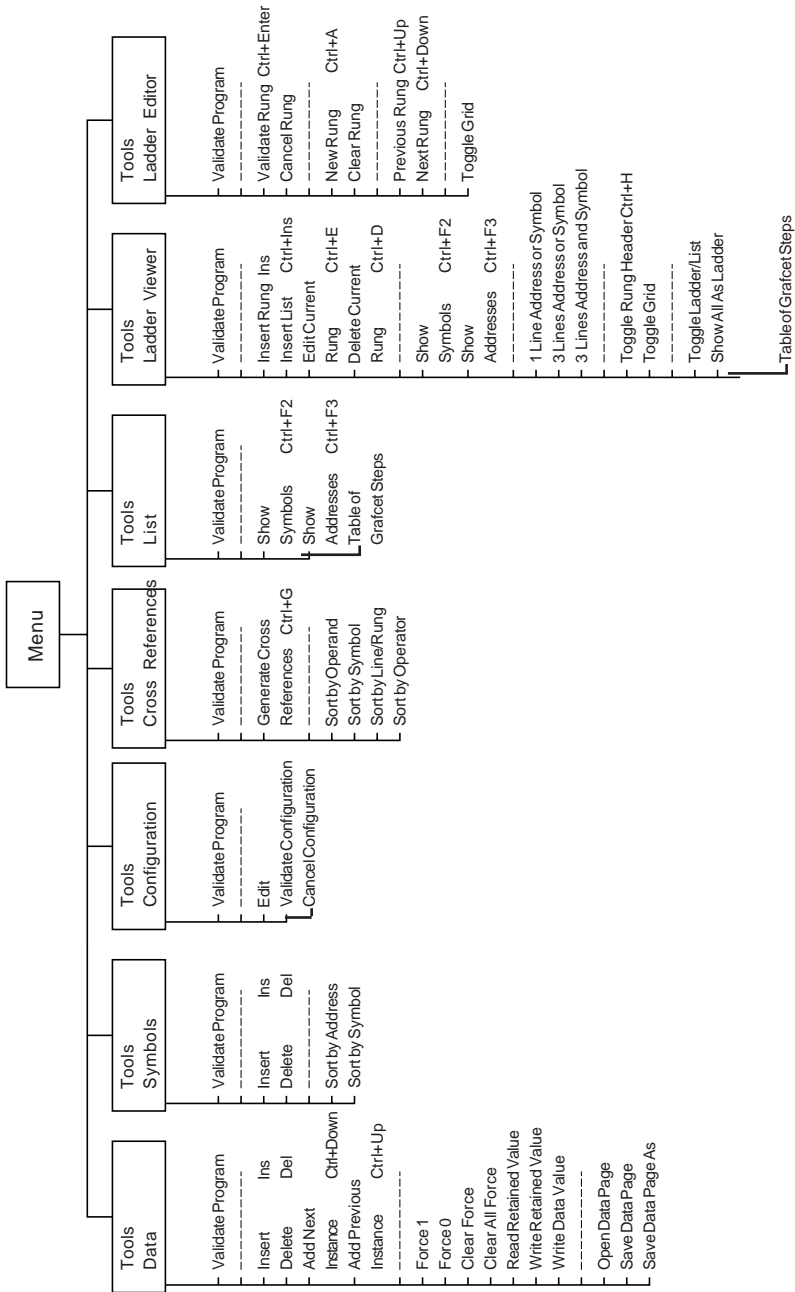 Menu
Tools
Data
Validate Program
Insert Ins
Delete Del
Add Next
Instance Ctrl+Down
Add Previous
Instance Ctrl+Up
Force 1
Force 0
Clear Force
Clear All Force
Read Retained Value
Write Retained Value
Write Data Value
Open Data Page
Save Data Page
Save Data Page As
Tools
Symbols
Validate Program
Insert Ins
Delete Del
Sort by Address
Sort by Symbol
Tools
Configuration
Validate Program
Edit
Validate Configuration
Cancel Configuration
Tools
Cross References
Validate Program
Generate Cross
References Ctrl+G
Sort by Operand
Sort by Symbol
Sort by Line/Rung
Sort by Operator
Tools
List
Validate Program
Show
Symbols Ctrl+F2
Show
Addresses Ctrl+F3
Table of
Grafcet Steps
Tools
Ladder Viewer
Validate Program
Insert Rung Ins
Insert List Ctrl+Ins
Edit Current
Rung Ctrl+E
Delete Current
Rung Ctrl+D
Show
Symbols Ctrl+F2
Show
Addresses Ctrl+F3
1 Line Address or Symbol
3 Lines Address or Symbol
3 Lines Address and Symbol
Toggle Rung Header Ctrl+H
Toggle Grid
Toggle Ladder/List
Show All As Ladder
Table of Grafcet Steps
Tools
Ladder Editor
Validate Program
Validate Rung Ctrl+Enter
Cancel Rung
New Rung Ctrl+A
Clear Rung
Previous Rung Ctrl+Up
Next Rung Ctrl+Down
Toggle Grid